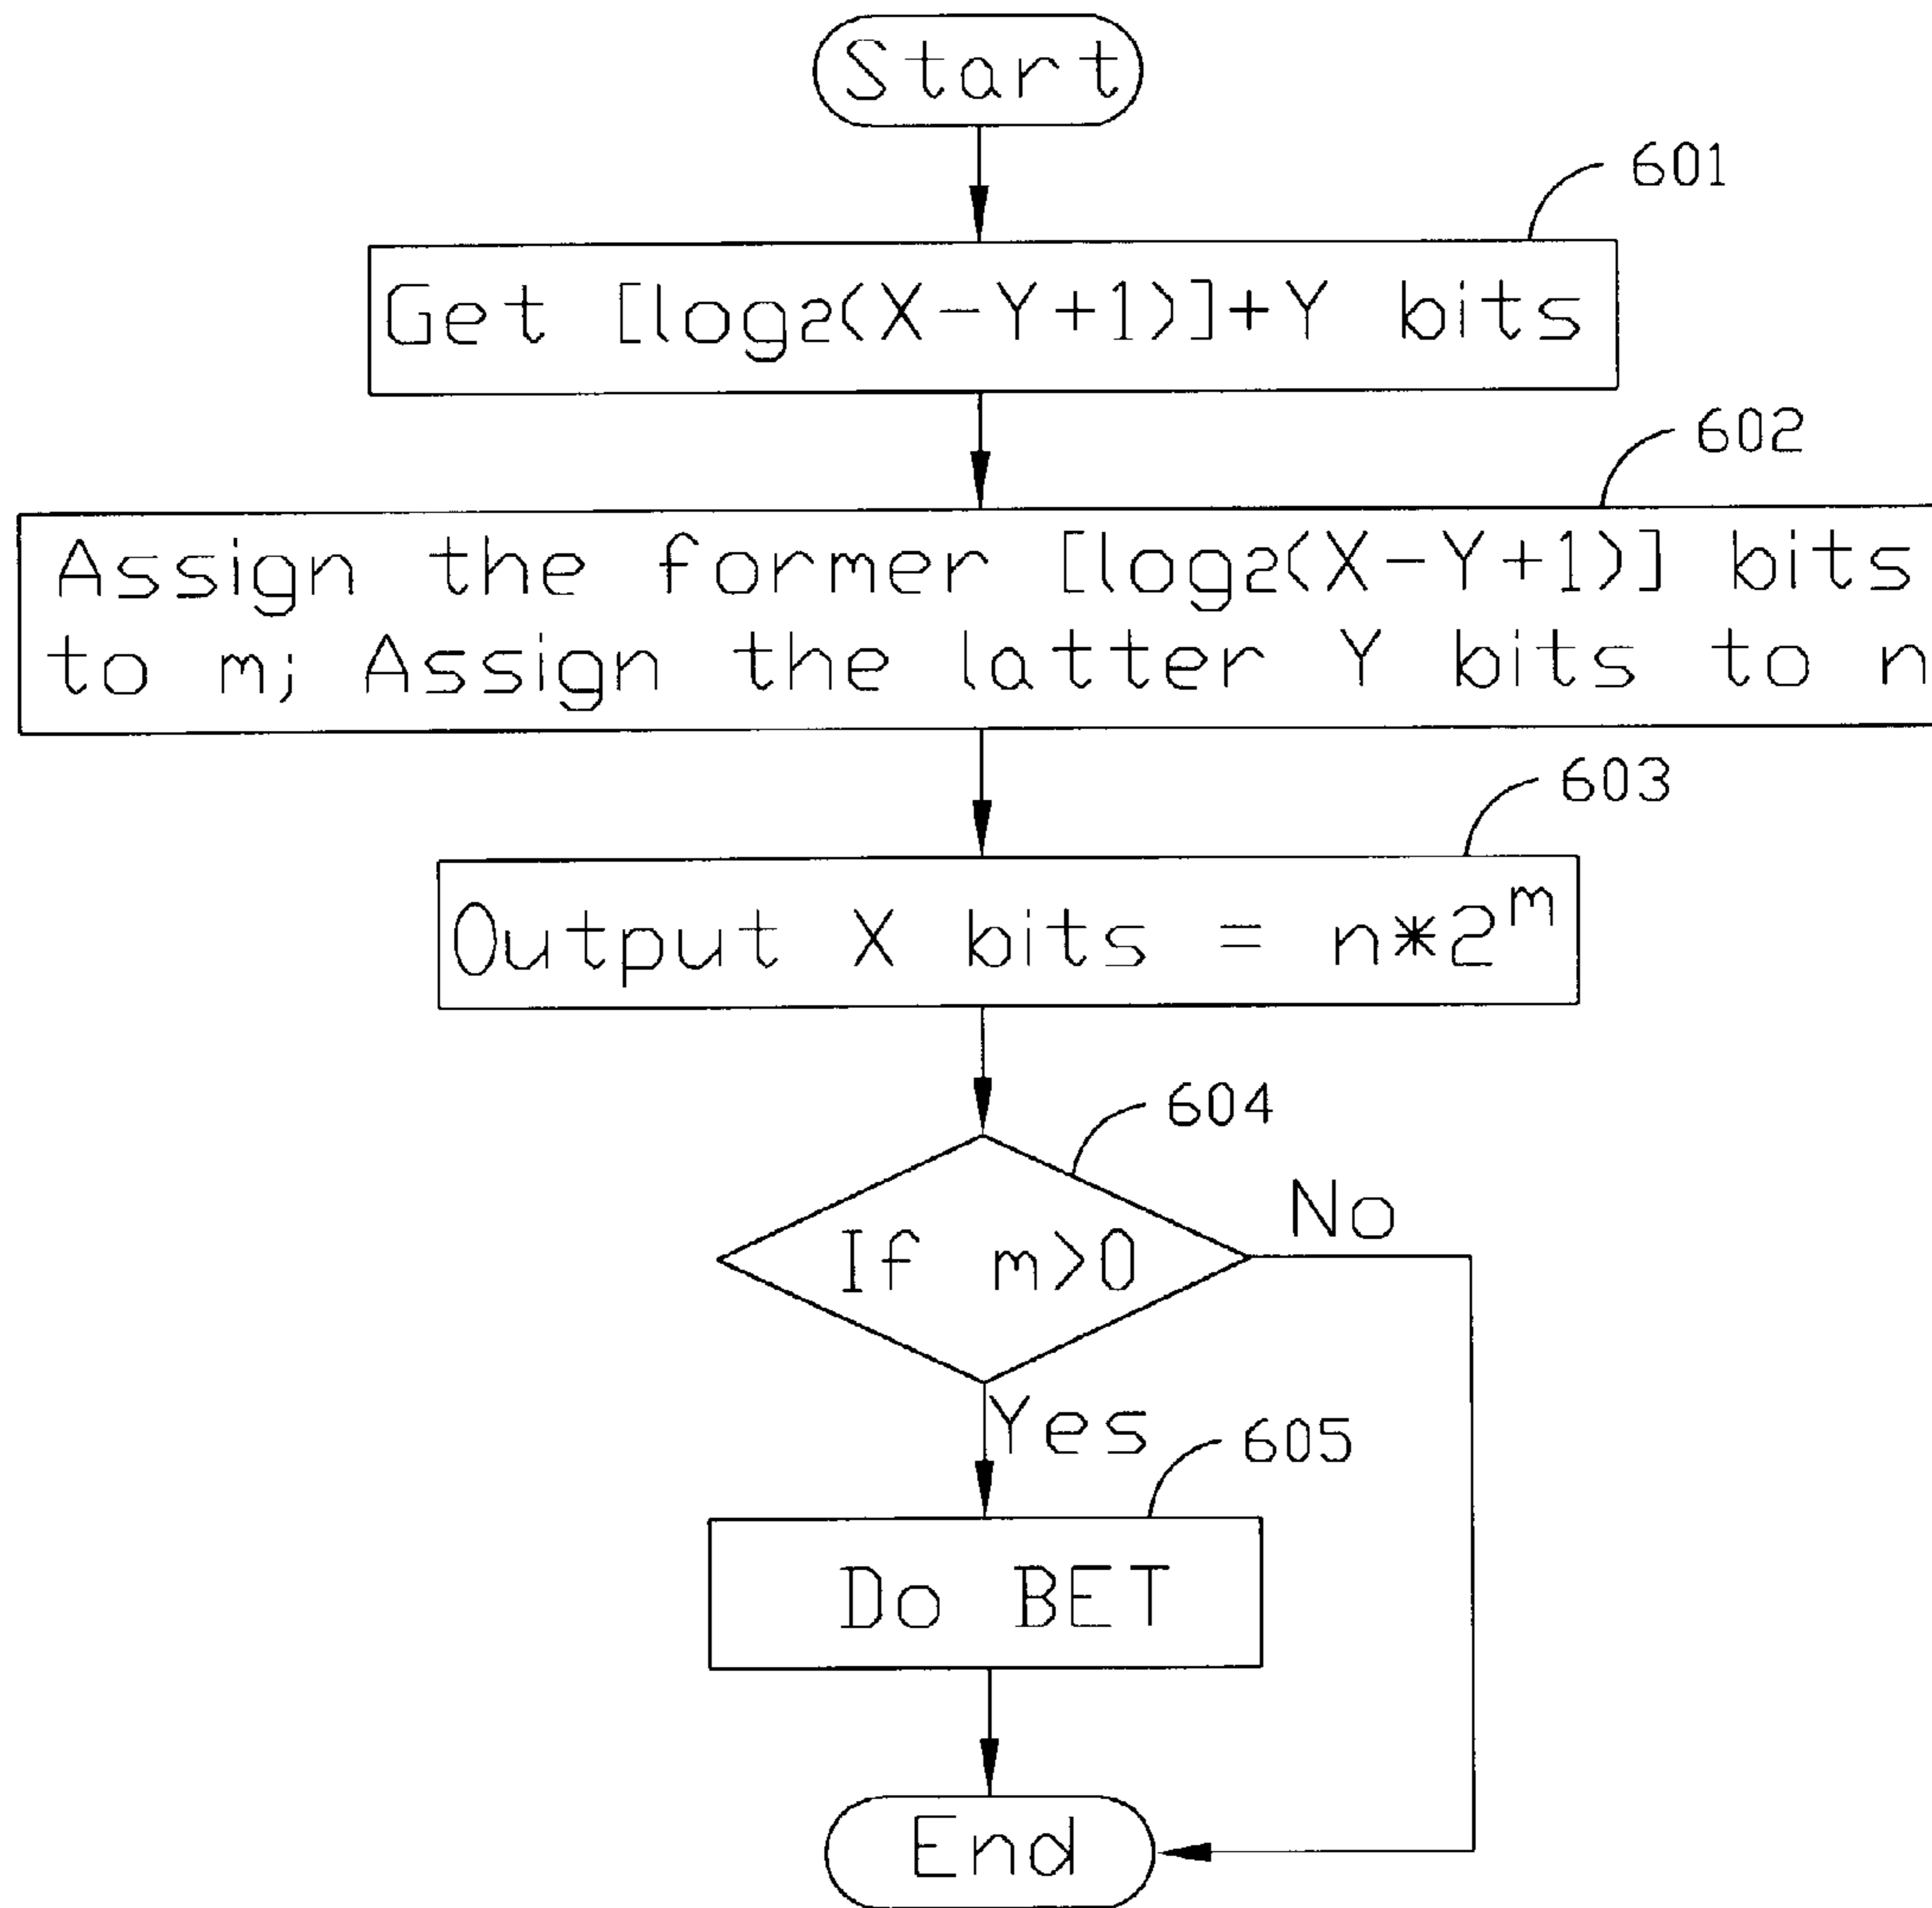 Start
601
Get [log2(X-Y+1)]+Y bits
602
Assign the former [log2(X-Y+1)] bits
to m; Assign the latter Y bits to n
603
Output X bits = n*2^m
604
If m>0
No
Yes
605
Do BET
End